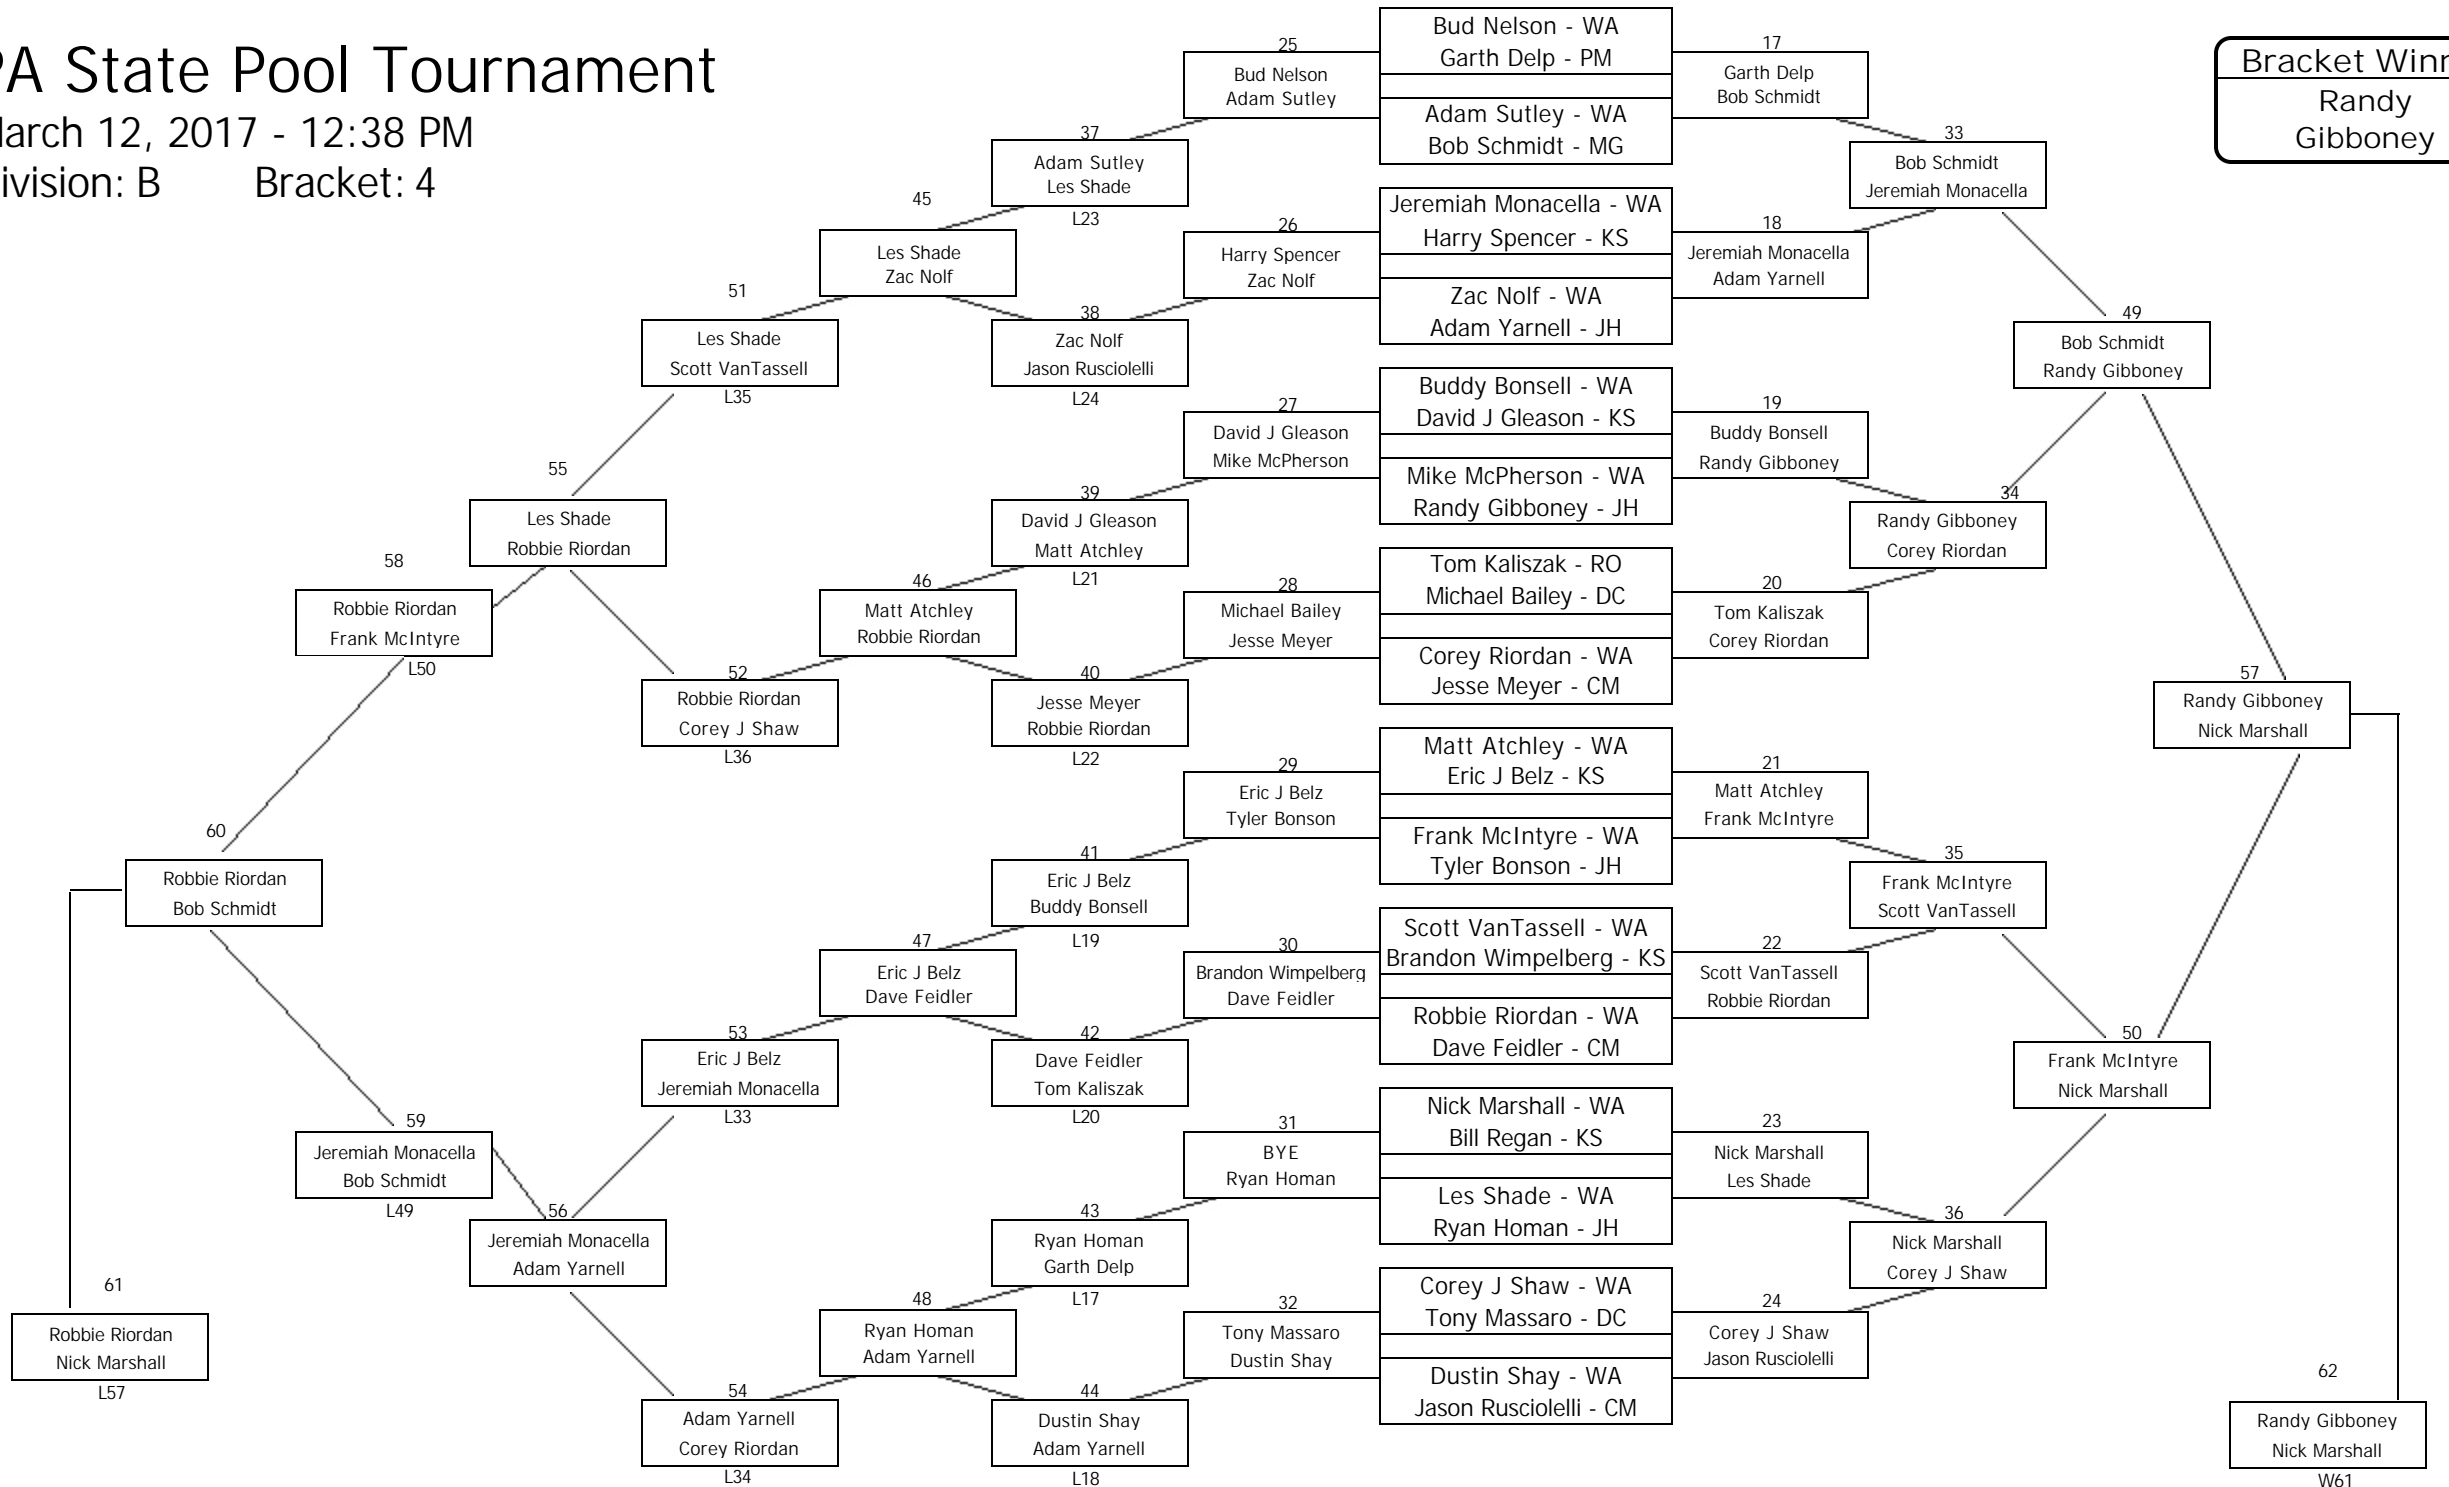 PA State Pool Tournament
March 12, 2017 - 12:38 PM
Division: B Bracket: 4
Bracket Winn
Randy
Gibboney
Bud Nelson - WA
Garth Delp - PM
Adam Sutley - WA
Bob Schmidt - MG
Jeremiah Monacella - WA
Harry Spencer - KS
Zac Nolf - WA
Adam Yarnell - JH
Buddy Bonsell - WA
David J Gleason - KS
Mike McPherson - WA
Randy Gibboney - JH
Tom Kaliszak - RO
Michael Bailey - DC
Corey Riordan - WA
Jesse Meyer - CM
Matt Atchley - WA
Eric J Belz - KS
Frank McIntyre - WA
Tyler Bonson - JH
Scott VanTassell - WA
Brandon Wimpelberg - KS
Robbie Riordan - WA
Dave Feidler - CM
Nick Marshall - WA
Bill Regan - KS
Les Shade - WA
Ryan Homan - JH
Corey J Shaw - WA
Tony Massaro - DC
Dustin Shay - WA
Jason Rusciolelli - CM
17
Garth Delp
Bob Schmidt
18
Jeremiah Monacella
Adam Yarnell
19
Buddy Bonsell
Randy Gibboney
20
Tom Kaliszak
Corey Riordan
21
Matt Atchley
Frank McIntyre
22
Scott VanTassell
Robbie Riordan
23
Nick Marshall
Les Shade
24
Corey J Shaw
Jason Rusciolelli
25
Bud Nelson
Adam Sutley
26
Harry Spencer
Zac Nolf
27
David J Gleason
Mike McPherson
28
Michael Bailey
Jesse Meyer
29
Eric J Belz
Tyler Bonson
30
Brandon Wimpelberg
Dave Feidler
31
BYE
Ryan Homan
32
Tony Massaro
Dustin Shay
33
Bob Schmidt
Jeremiah Monacella
34
Randy Gibboney
Corey Riordan
35
Frank McIntyre
Scott VanTassell
36
Nick Marshall
Corey J Shaw
37
Adam Sutley
Les Shade
L23
38
Zac Nolf
Jason Rusciolelli
L24
39
David J Gleason
Matt Atchley
L21
40
Jesse Meyer
Robbie Riordan
L22
41
Eric J Belz
Buddy Bonsell
L19
42
Dave Feidler
Tom Kaliszak
L20
43
Ryan Homan
Garth Delp
L17
44
Dustin Shay
Adam Yarnell
L18
45
Les Shade
Zac Nolf
46
Matt Atchley
Robbie Riordan
47
Eric J Belz
Dave Feidler
48
Ryan Homan
Adam Yarnell
49
Bob Schmidt
Randy Gibboney
50
Frank McIntyre
Nick Marshall
51
Les Shade
Scott VanTassell
L35
52
Robbie Riordan
Corey J Shaw
L36
53
Eric J Belz
Jeremiah Monacella
L33
54
Adam Yarnell
Corey Riordan
L34
55
Les Shade
Robbie Riordan
56
Jeremiah Monacella
Adam Yarnell
57
Randy Gibboney
Nick Marshall
58
Robbie Riordan
Frank McIntyre
L50
59
Jeremiah Monacella
Bob Schmidt
L49
60
Robbie Riordan
Bob Schmidt
61
Robbie Riordan
Nick Marshall
L57
62
Randy Gibboney
Nick Marshall
W61